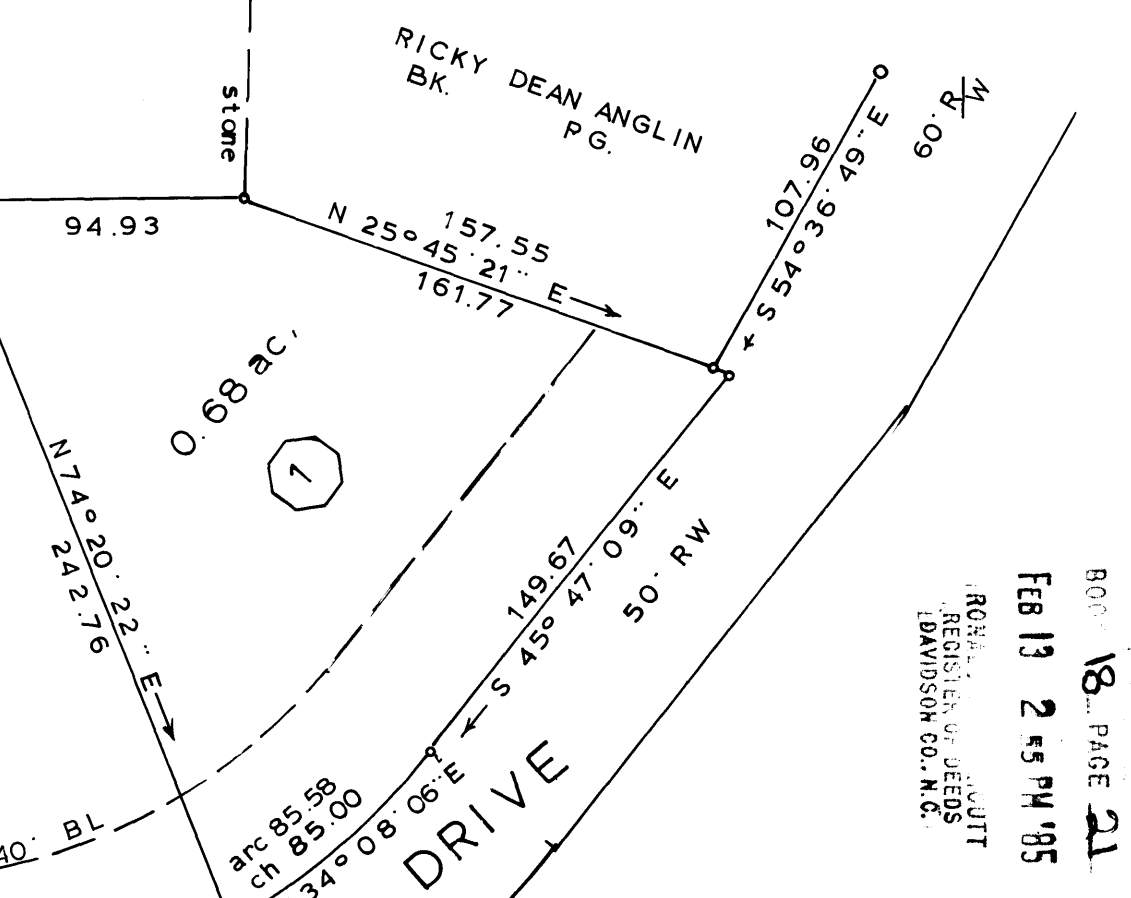 RICKY DEAN ANGLIN
BK.
PG.
stone
60' R/W
107.96
S 54° 36' 49" E
94.93
157.55
N 25° 45' 21" E
161.77
0.68 ac.
1
N 74° 20' 22" E
242.76
149.67
S 45° 47' 09" E
50' RW
40' BL
arc 85.58
ch 85.00
34° 08' 06" E
DRIVE
18 PAGE 21
FEB 13 2 55 PM '85
REGISTER OF DEEDS
DAVIDSON CO., N.C.